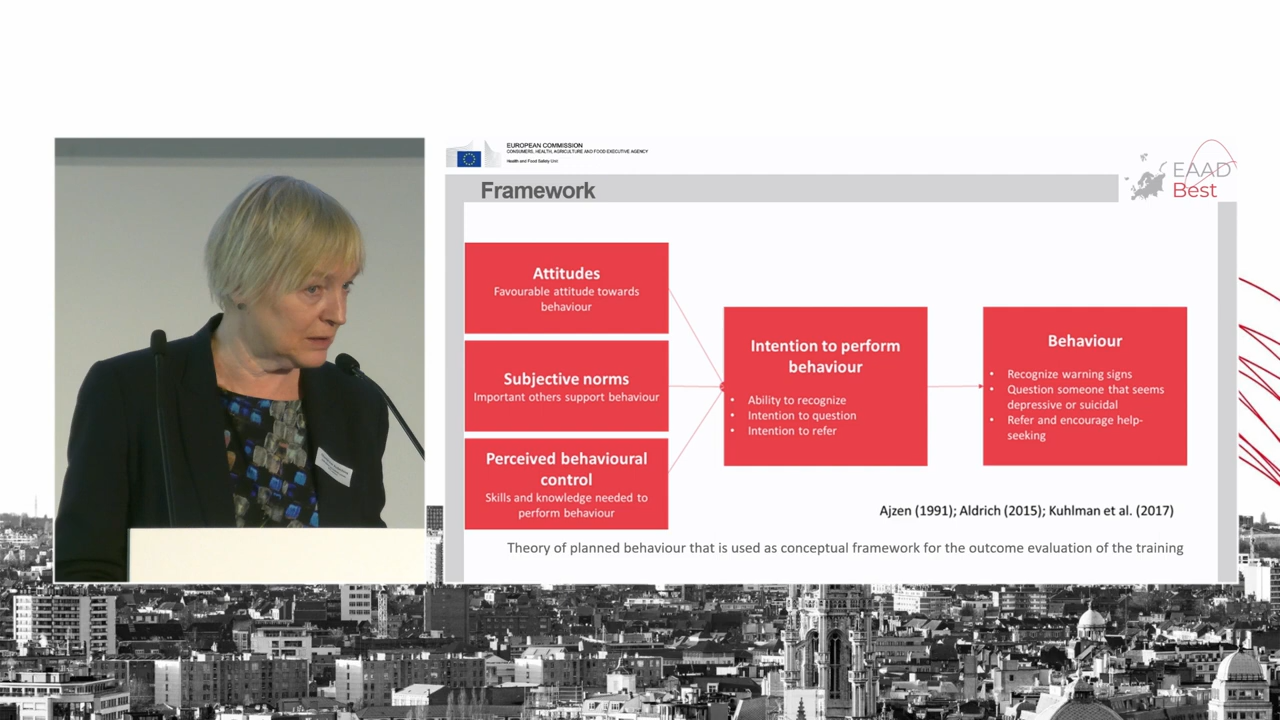 EUROPEAN COMMISSION
CONSUMERS, HEALTH, AGRICULTURE AND FOOD EXECUTIVE AGENCY
Health and Food Safety Unit
EAAD
Best
Framework
Attitudes
Favourable attitude towards
behaviour
Subjective norms
Important others support behaviour
Perceived behavioural
control
Skills and knowledge needed to
perform behaviour
Intention to perform
behaviour
• Ability to recognize
• Intention to question
• Intention to refer
Behaviour
• Recognize warning signs
• Question someone that seems
depressive or suicidal
• Refer and encourage help-
seeking
Ajzen (1991); Aldrich (2015); Kuhlman et al. (2017)
Theory of planned behaviour that is used as conceptual framework for the outcome evaluation of the training